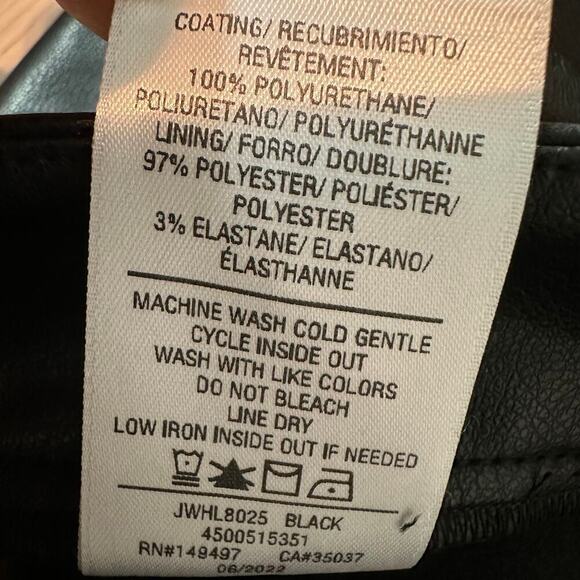 COATING/ RECUBRIMIENTO/
REVÊTEMENT:
100% POLYURETHANE/
POLIURETANO/ POLYURÉTHANNE
LINING/ FORRO/ DOUBLURE:
97% POLYESTER/ POLIÉSTER/
POLYESTER
3% ELASTANE/ ELASTANO/
ÉLASTHANNE
MACHINE WASH COLD GENTLE
CYCLE INSIDE OUT
WASH WITH LIKE COLORS
DO NOT BLEACH
LINE DRY
LOW IRON INSIDE OUT IF NEEDED
JWHL8025 BLACK
4500515351
RN#149497 CA#35037
06/2022